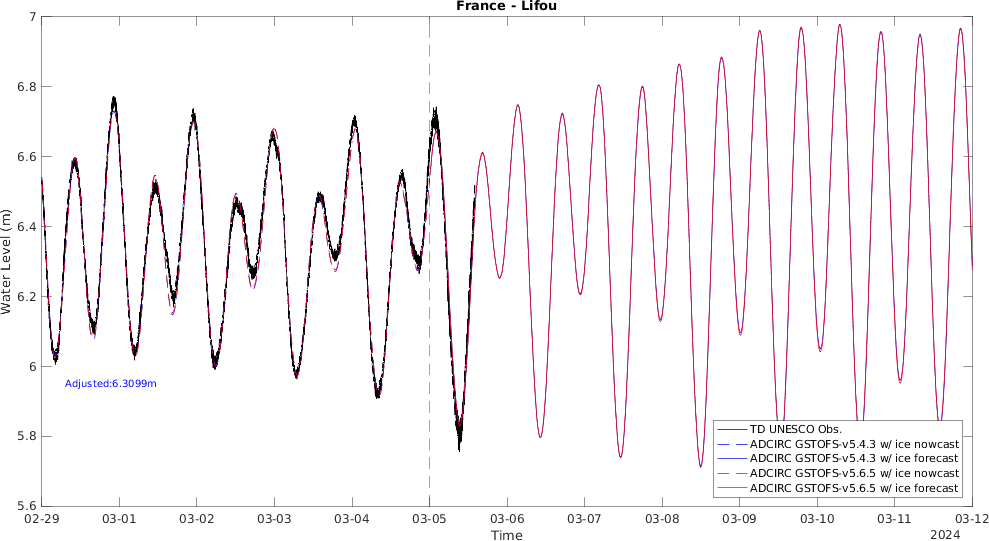 France - Lifou
7
6.8
6.6
6.4
6.2
6
5.8
5.6
Water Level (m)
Adjusted:6.3099m
TD UNESCO Obs.
ADCIRC GSTOFS-v5.4.3 w/ ice nowcast
ADCIRC GSTOFS-v5.4.3 w/ ice forecast
ADCIRC GSTOFS-v5.6.5 w/ ice nowcast
ADCIRC GSTOFS-v5.6.5 w/ ice forecast
02-29 03-01 03-02 03-03 03-04 03-05 03-06 03-07 03-08 03-09 03-10 03-11 03-12
Time
2024